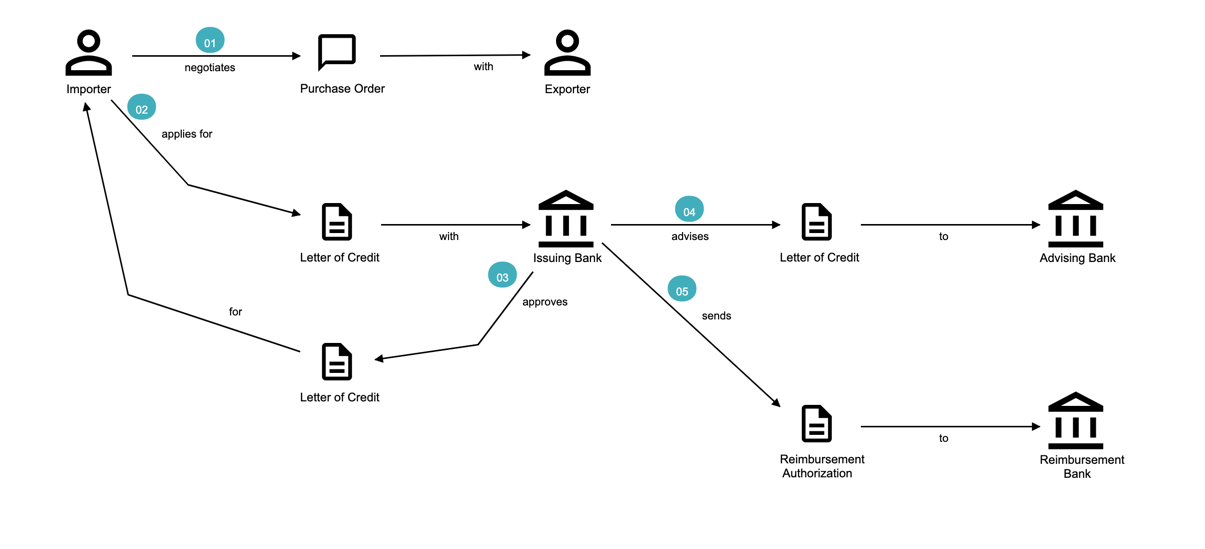 01
negotiates
with
Importer
Purchase Order
Exporter
02
applies for
04
with
advises
to
Letter of Credit
Issuing Bank
Letter of Credit
Advising Bank
03
approves
05
for
sends
Letter of Credit
to
Reimbursement
Authorization
Reimbursement
Bank